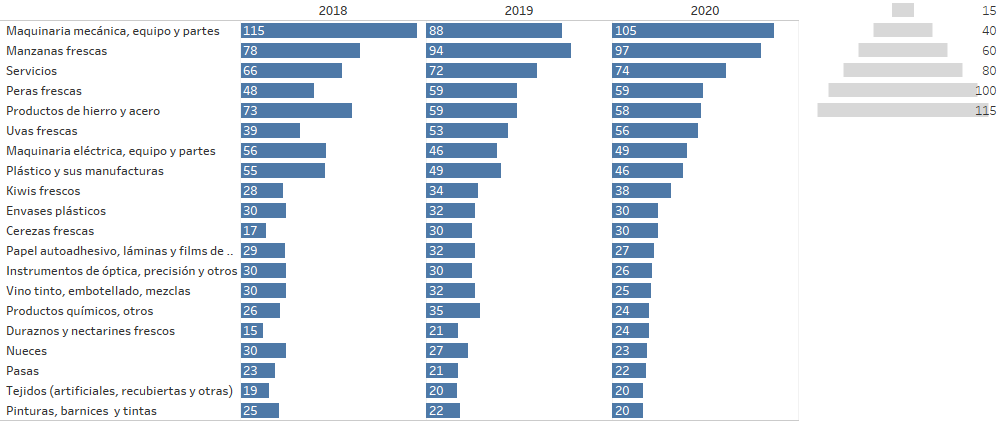 2018 2019 2020
Maquinaria mecánica, equipo y partes 115 88 105
Manzanas frescas 78 94 97
Servicios 66 72 74
Peras frescas 48 59 59
Productos de hierro y acero 73 59 58
Uvas frescas 39 53 56
Maquinaria eléctrica, equipo y partes 56 46 49
Plástico y sus manufacturas 55 49 46
Kiwis frescos 28 34 38
Envases plásticos 30 32 30
Cerezas frescas 17 30 30
Papel autoadhesivo, láminas y films de .. 29 32 27
Instrumentos de óptica, precisión y otros 30 30 26
Vino tinto, embotellado, mezclas 30 32 25
Productos químicos, otros 26 35 24
Duraznos y nectarines frescos 15 21 24
Nueces 30 27 23
Pasas 23 21 22
Tejidos (artificiales, recubiertas y otras) 19 20 20
Pinturas, barnices y tintas 25 22 20
15
40
60
80
100
115